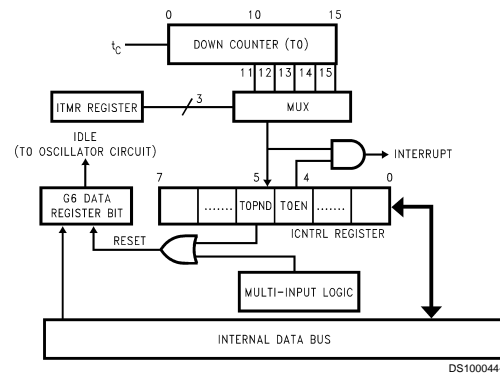 0 10 15
tC
DOWN COUNTER (T0)
11 12 13 14 15
ITMR REGISTER
3
MUX
IDLE
(TO OSCILLATOR CIRCUIT)
INTERRUPT
7 5 4 0
G6 DATA
REGISTER BIT
....... TOPND TOEN .......
ICNTRL REGISTER
RESET
MULTI-INPUT LOGIC
INTERNAL DATA BUS
DS100044-